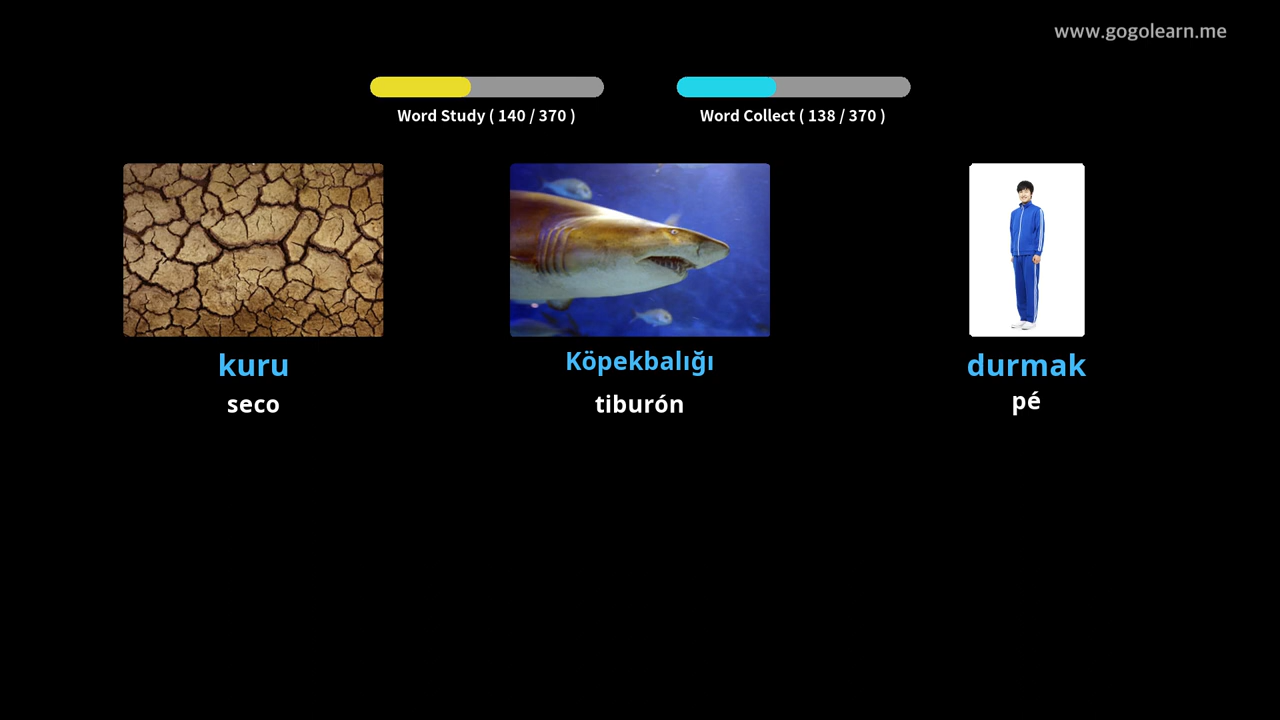 www.gogolearn.me
Word Study ( 140 / 370 )
Word Collect ( 138 / 370 )
kuru
Köpekbalığı
durmak
seco
tiburón
pé